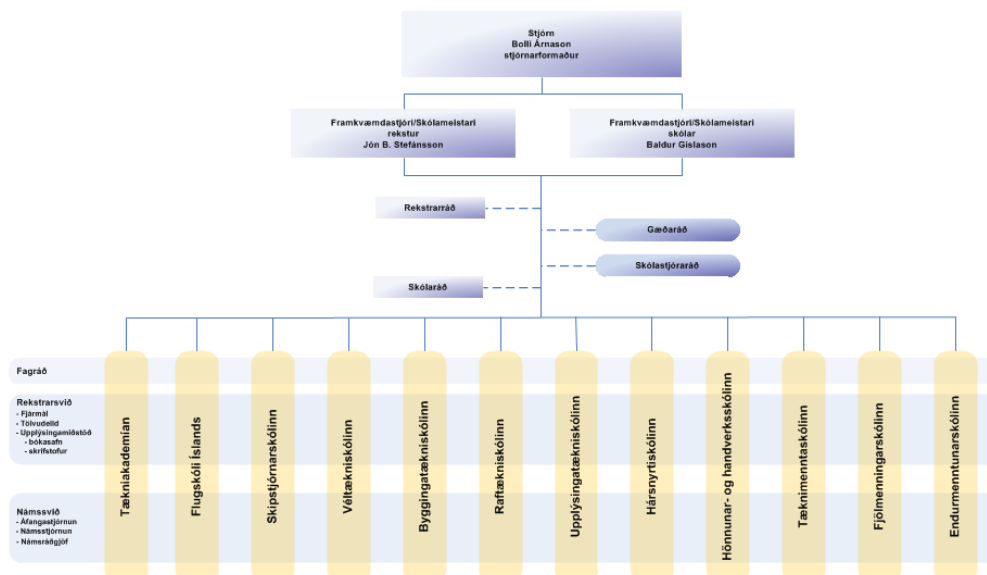 Stjórn
Bolli Árnason
stjórnarformaður
Framkvæmdastjóri/Skólameistari
rekstur
Jón B. Stefánsson
Framkvæmdastjóri/Skólameistari
skólar
Baldur Gíslason
Rekstrarráð
Gæðaráð
Skólastjóraráð
Skólaráð
Fagráð
Rekstrarsvið
- Fjármál
- Tölvudeild
- Upplýsingamiðstöð
- bókasafn
- skrifstofur
Námssvið
- Áfangastjórnun
- Námsstjórnun
- Námsráðgjöf
Tækniakademían
Flugskóli Íslands
Skipstjórnarskólinn
Véltækniskólinn
Byggingatækniskólinn
Raftækniskólinn
Upplýsingatækniskólinn
Hársnyrtiskólinn
Hönnunar- og handverksskólinn
Tæknimenntaskólinn
Fjölmenningarskólinn
Endurmenntunarskólinn